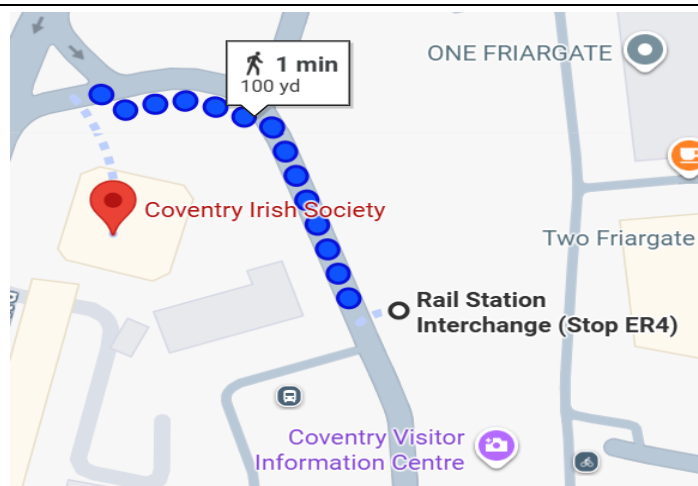 1 min
100 yd
ONE FRIARGATE
Coventry Irish Society
Two Friargate
Rail Station
Interchange (Stop ER4)
Coventry Visitor
Information Centre